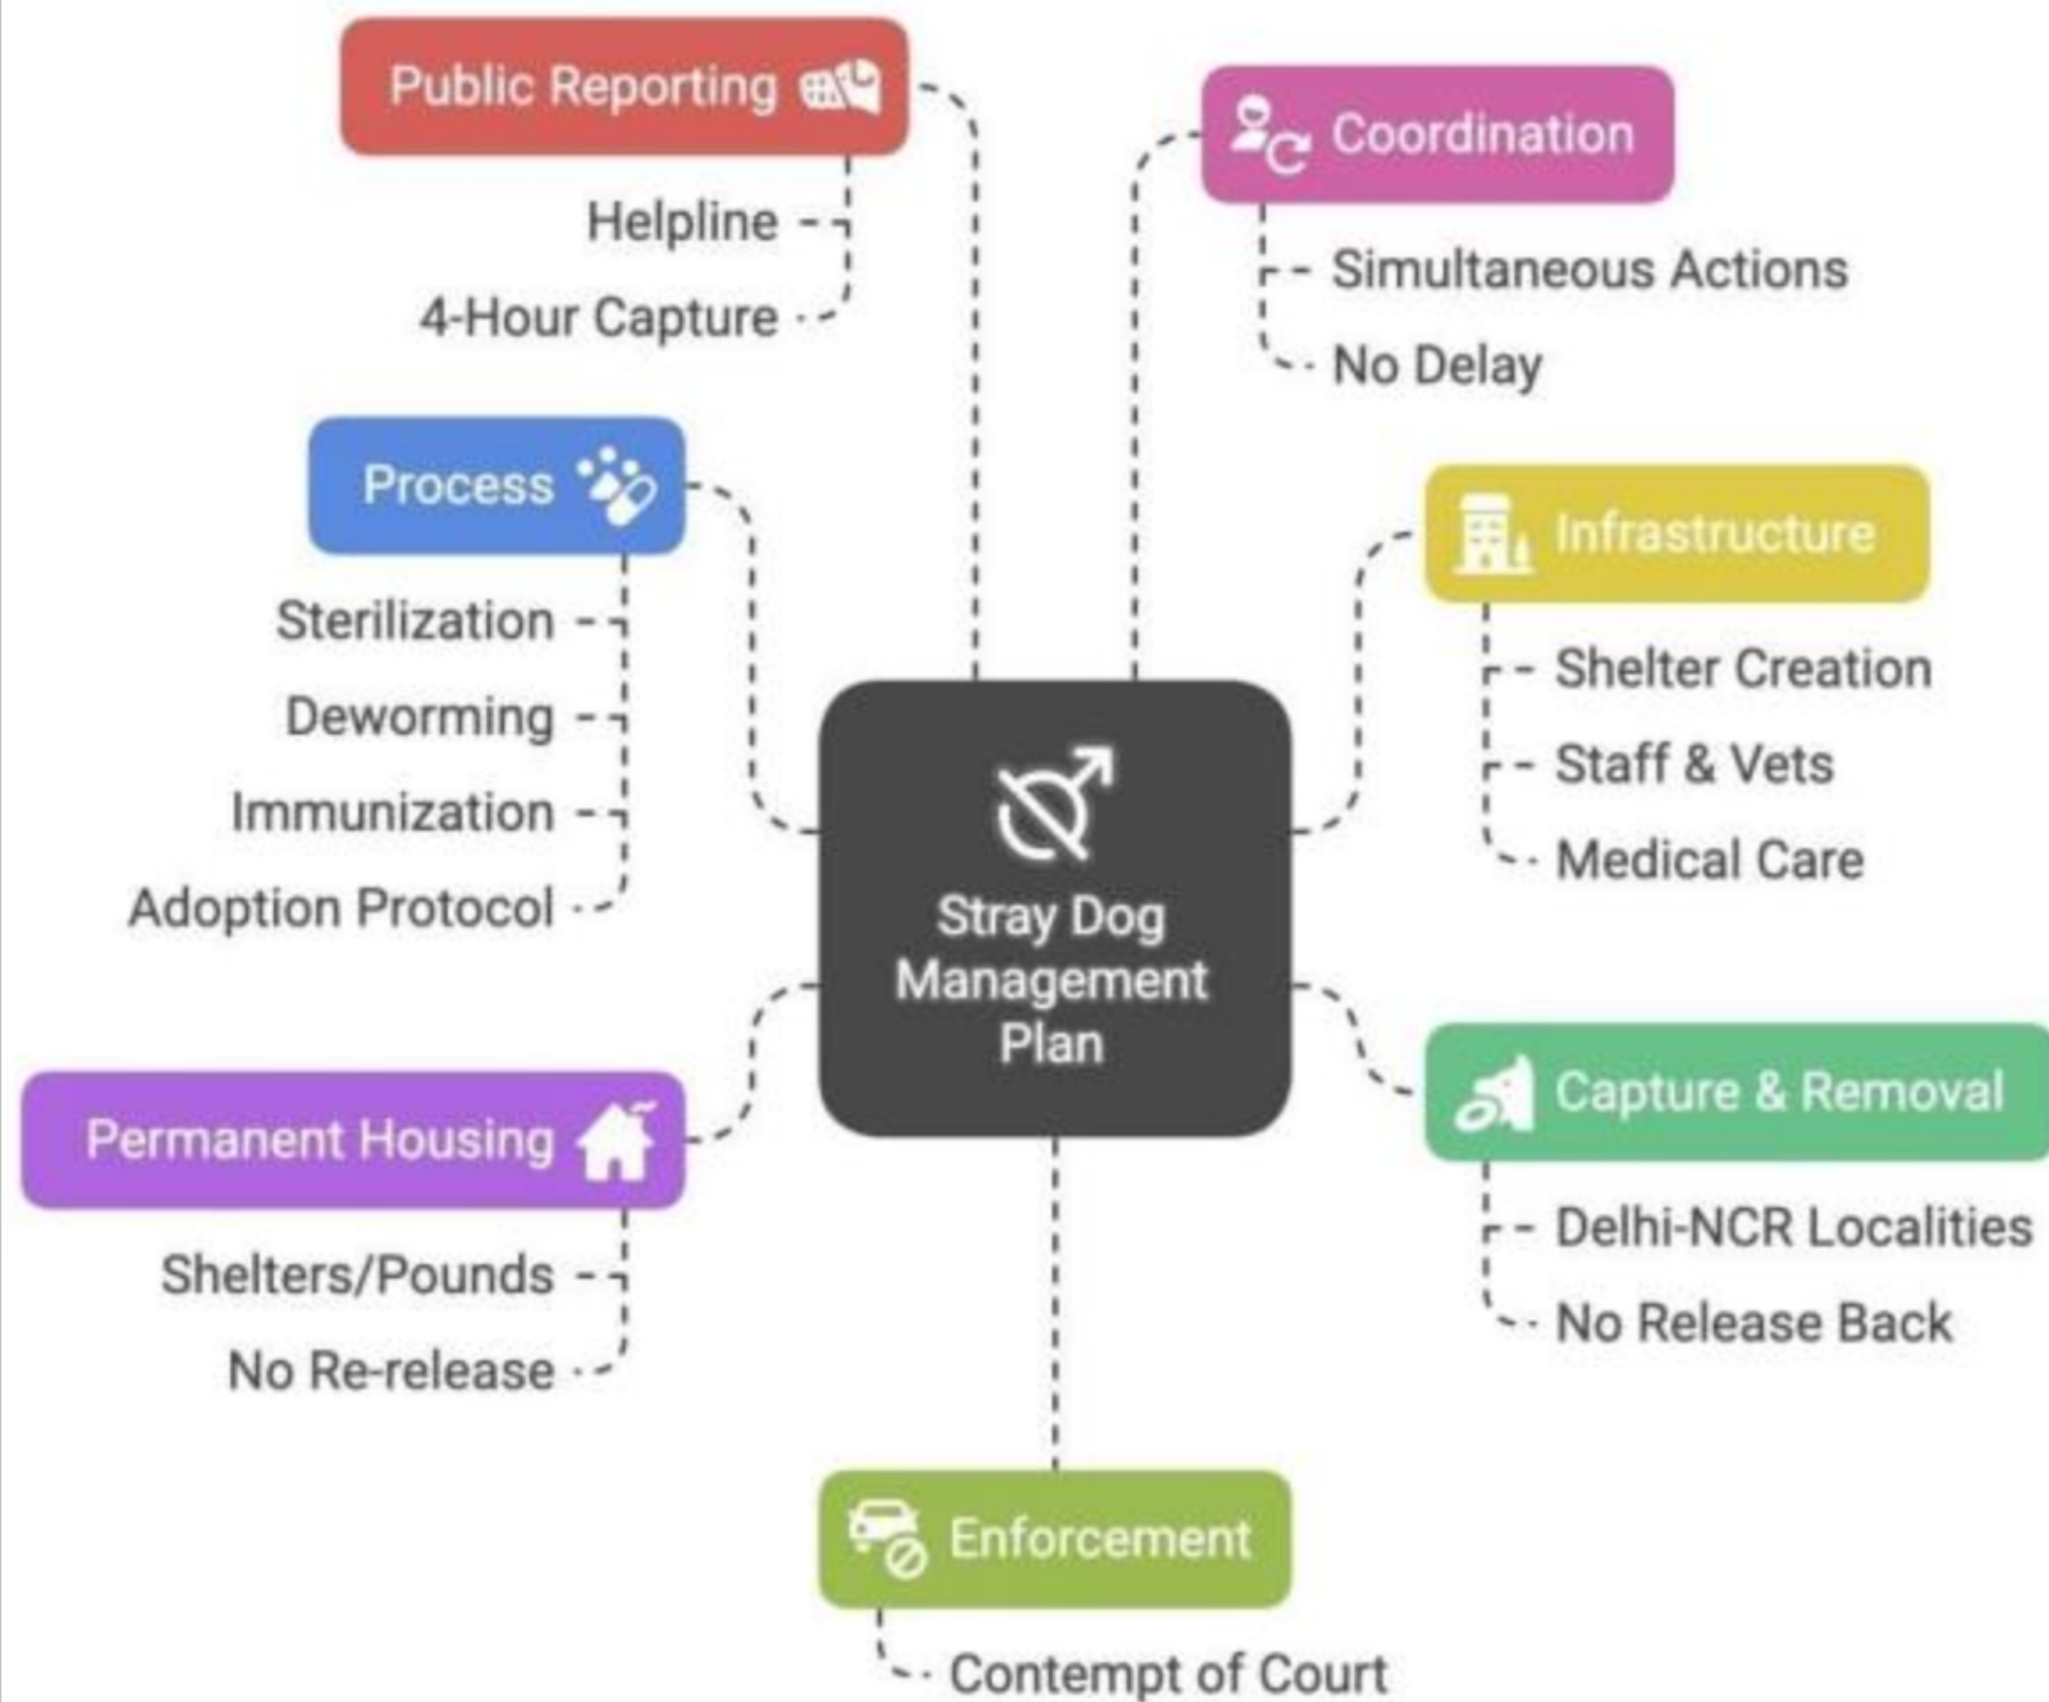 Public Reporting
Helpline
4-Hour Capture
Coordination
Simultaneous Actions
No Delay
Process
Sterilization
Deworming
Immunization
Adoption Protocol
Infrastructure
Shelter Creation
Staff & Vets
Medical Care
Stray Dog
Management
Plan
Permanent Housing
Shelters/Pounds
No Re-release
Capture & Removal
Delhi-NCR Localities
No Release Back
Enforcement
Contempt of Court